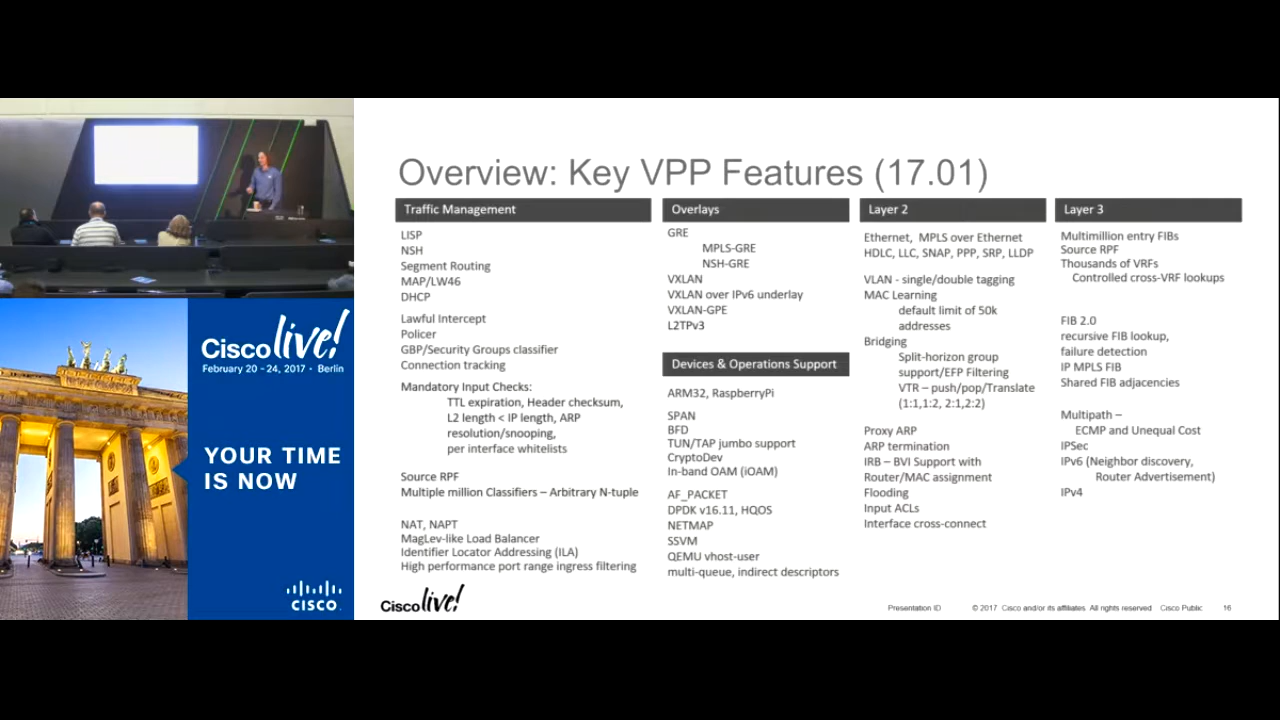 Cisco live!
February 20 - 24, 2017 • Berlin
YOUR TIME
IS NOW
CISCO
Overview: Key VPP Features (17.01)
Traffic Management
LISP
NSH
Segment Routing
MAP/LW46
DHCP
Lawful Intercept
Policer
GBP/Security Groups classifier
Connection tracking
Mandatory Input Checks:
TTL expiration, Header checksum,
L2 length < IP length, ARP
resolution/snooping,
per interface whitelists
Source RPF
Multiple million Classifiers – Arbitrary N-tuple
NAT, NAPT
MagLev-like Load Balancer
Identifier Locator Addressing (ILA)
High performance port range ingress filtering
Overlays
GRE
MPLS-GRE
NSH-GRE
VXLAN
VXLAN over IPv6 underlay
VXLAN-GPE
L2TPv3
Devices & Operations Support
ARM32, RaspberryPi
SPAN
BFD
TUN/TAP jumbo support
CryptoDev
In-band OAM (iOAM)
AF_PACKET
DPDK v16.11, HQOS
NETMAP
SSVM
QEMU vhost-user
multi-queue, indirect descriptors
Layer 2
Ethernet, MPLS over Ethernet
HDLC, LLC, SNAP, PPP, SRP, LLDP
VLAN - single/double tagging
MAC Learning
default limit of 50k
addresses
Bridging
Split-horizon group
support/EFP Filtering
VTR – push/pop/Translate
(1:1,1:2, 2:1,2:2)
Proxy ARP
ARP termination
IRB – BVI Support with
Router/MAC assignment
Flooding
Input ACLs
Interface cross-connect
Layer 3
Multimillion entry FIBs
Source RPF
Thousands of VRFs
Controlled cross-VRF lookups
FIB 2.0
recursive FIB lookup,
failure detection
IP MPLS FIB
Shared FIB adjacencies
Multipath –
ECMP and Unequal Cost
IPSec
IPv6 (Neighbor discovery,
Router Advertisement)
IPv4
Cisco live!
Presentation ID © 2017 Cisco and/or its affiliates. All rights reserved Cisco Public 16